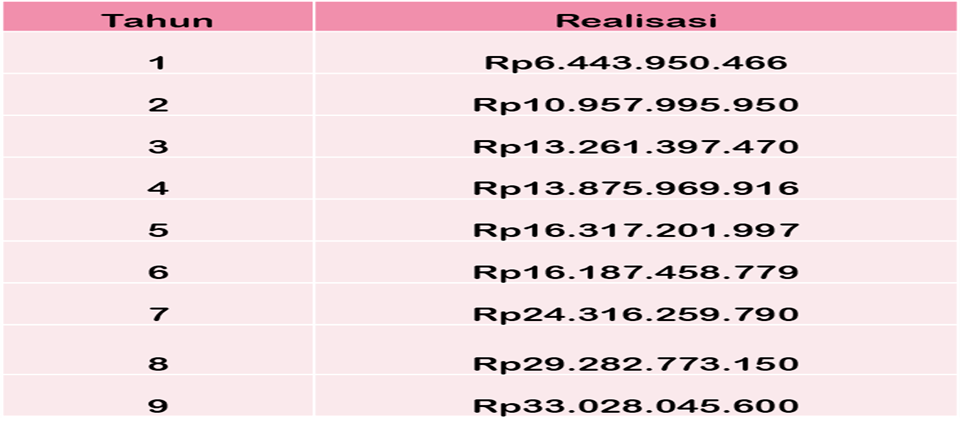 Tahun Realisasi
1 Rp6.443.950.466
2 Rp10.957.995.950
3 Rp13.261.397.470
4 Rp13.875.969.916
5 Rp16.317.201.997
6 Rp16.187.458.779
7 Rp24.316.259.790
8 Rp29.282.773.150
9 Rp33.028.045.600